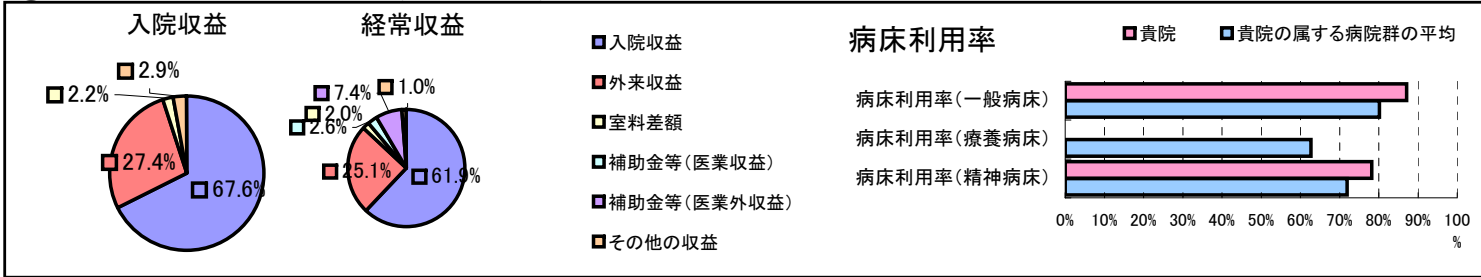 入院収益
2.9%
2.2%
27.4%
67.6%
経常収益
7.4%
1.0%
2.0%
2.6%
25.1%
61.9%
入院収益
外来収益
室料差額
補助金等(医業収益)
補助金等(医業外収益)
その他の収益
病床利用率
貴院
貴院の属する病院群の平均
病床利用率(一般病床)
病床利用率(療養病床)
病床利用率(精神病床)
0% 10% 20% 30% 40% 50% 60% 70% 80% 90% 100
%